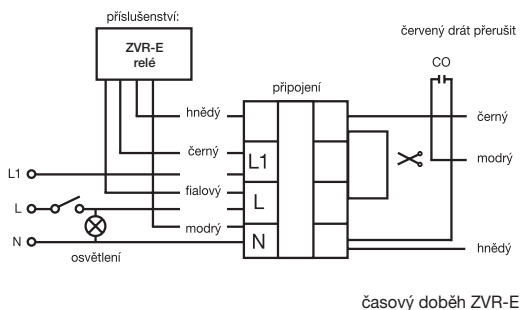 příslušenství:
ZVR-E
relé
červený drát přerušit
CO
připojení
hnědý
černý
černý
L1
modrý
L1
fialový
L
L
modrý
N
N
hnědý
osvětlení
časový doběh ZVR-E